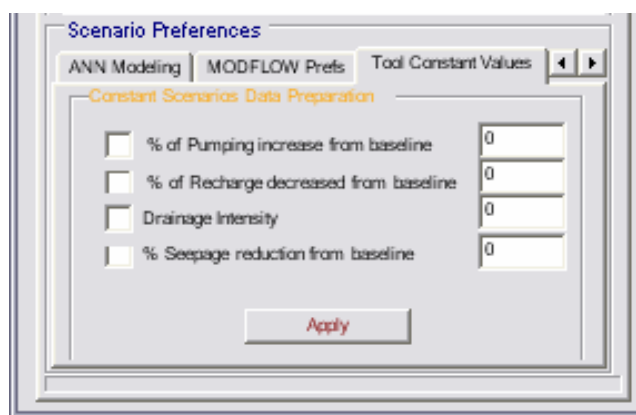 Scenario Preferences
ANN Modeling MODFLOW Prefs Tool Constant Values
Constant Scenarios Data Preparation
% of Pumping increase from baseline 0
% of Recharge decreased from baseline 0
Drainage Intensity 0
% Seepage reduction from baseline 0
Apply